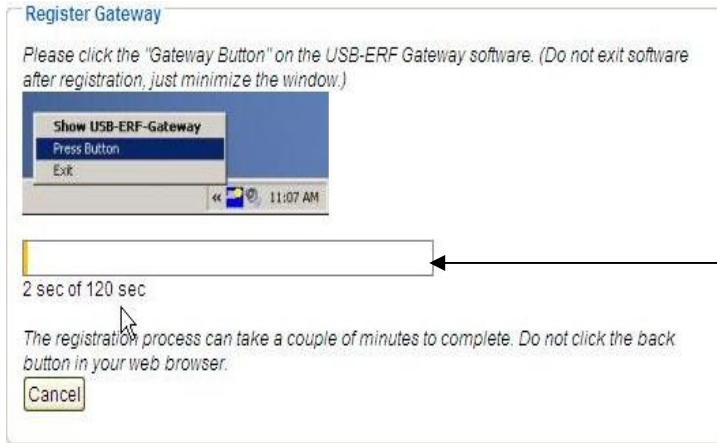 Register Gateway
Please click the "Gateway Button" on the USB-ERF Gateway software. (Do not exit software
after registration, just minimize the window.)
Show USB-ERF-Gateway
Press Button
Exit
« 11:07 AM
2 sec of 120 sec
The registration process can take a couple of minutes to complete. Do not click the back
button in your web browser.
Cancel